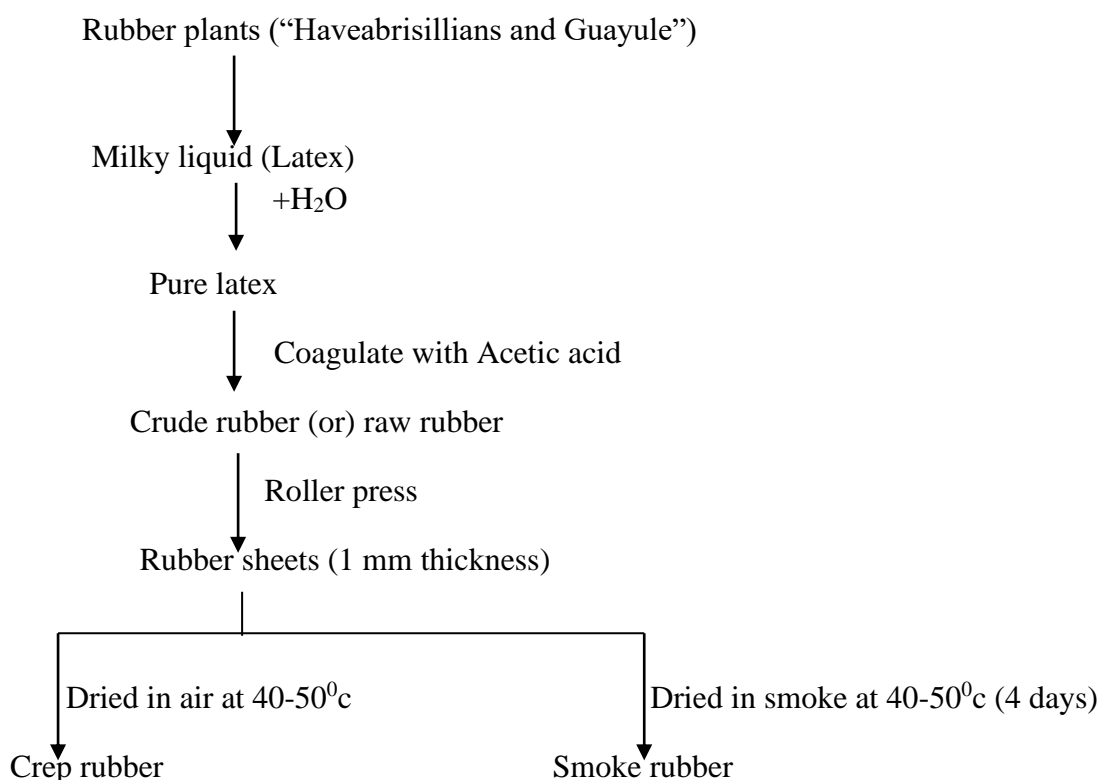 Rubber plants (“Haveabrisillians and Guayule”)
Milky liquid (Latex)
+H₂O
Pure latex
Coagulate with Acetic acid
Crude rubber (or) raw rubber
Roller press
Rubber sheets (1 mm thickness)
Dried in air at 40-50⁰c
Dried in smoke at 40-50⁰c (4 days)
Crep rubber
Smoke rubber